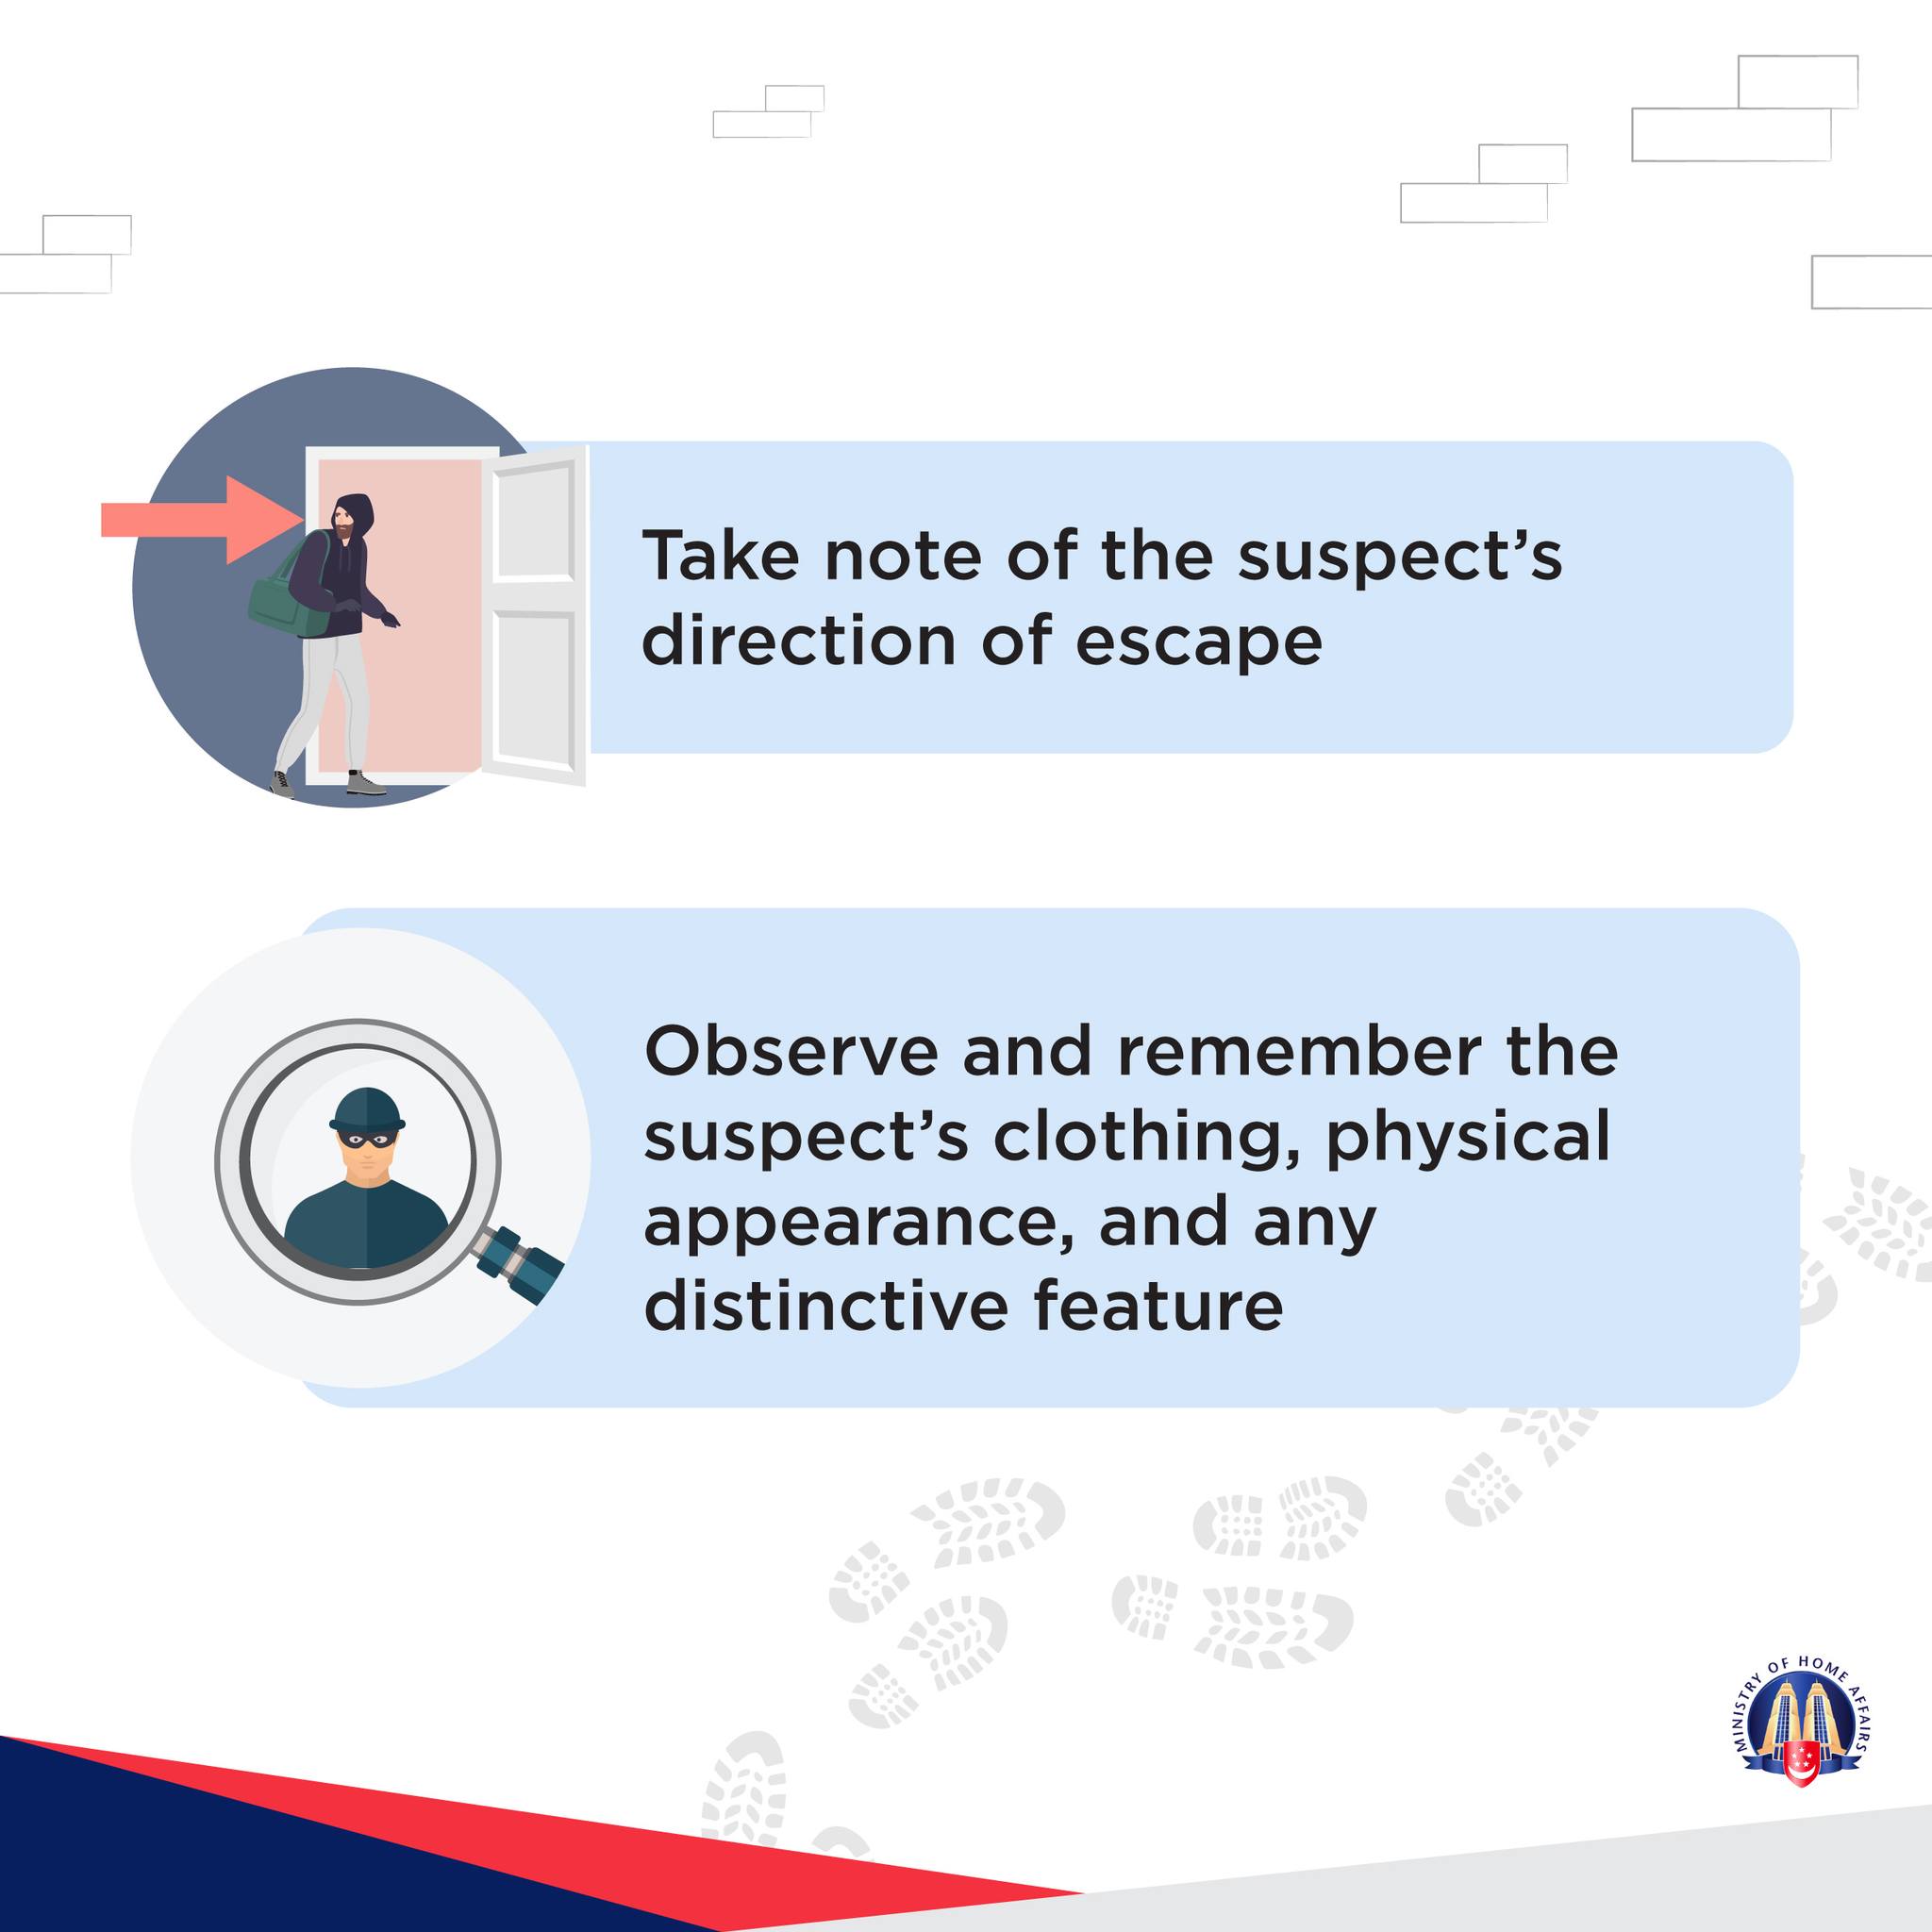 Take note of the suspect’s
direction of escape
Observe and remember the
suspect’s clothing, physical
appearance, and any
distinctive feature
MINISTRY OF HOME AFFAIRS